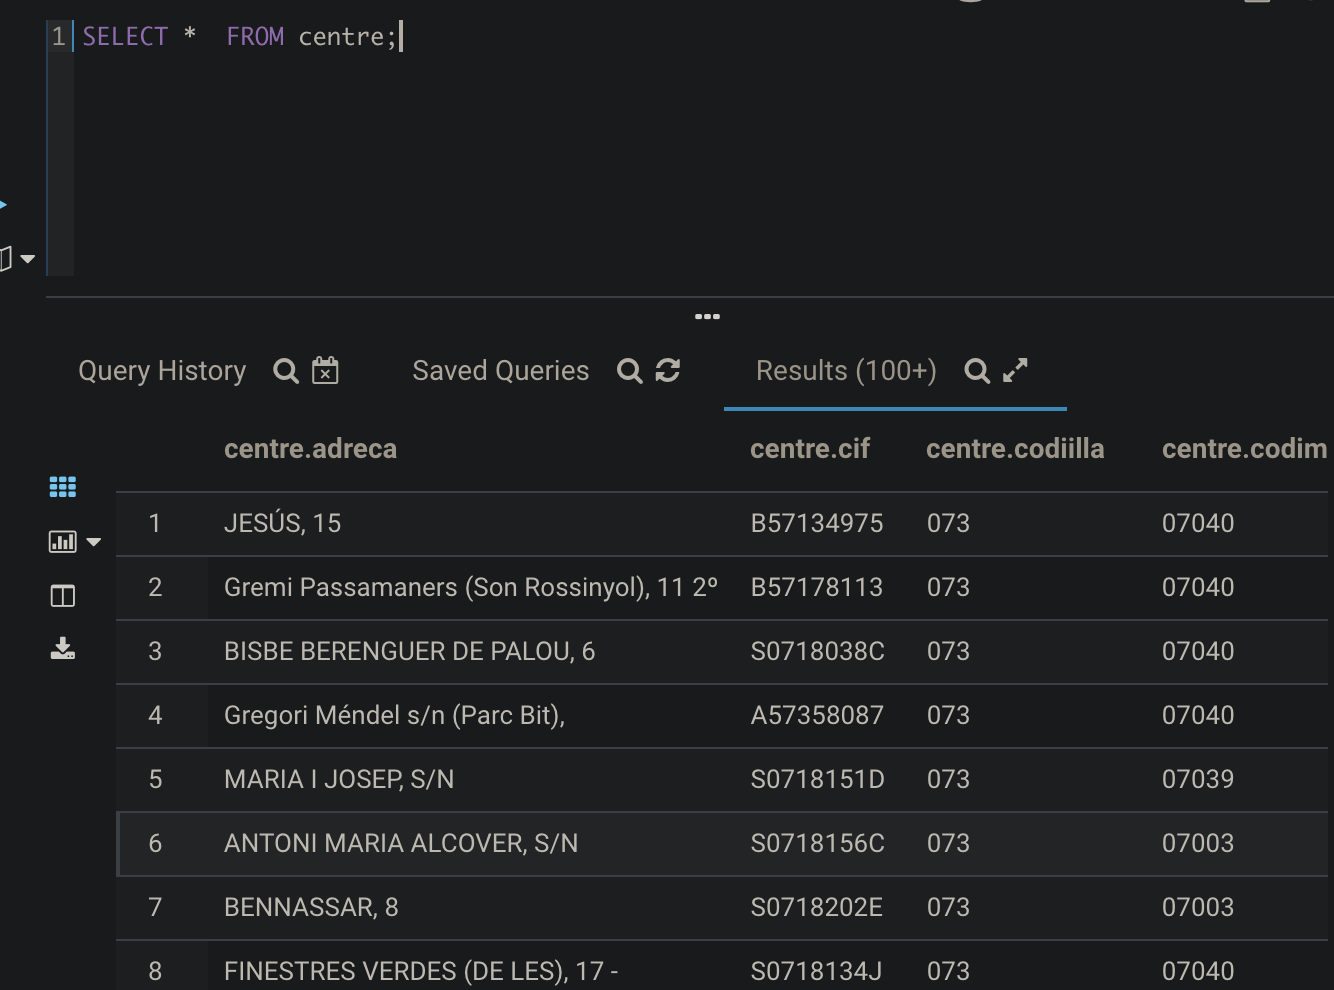 1 SELECT * FROM centre;
Query History Saved Queries Results (100+)
centre.adreca centre.cif centre.codiilla centre.codim
1 JESÚS, 15 B57134975 073 07040
2 Gremi Passamaners (Son Rossinyol), 11 2º B57178113 073 07040
3 BISBE BERENGUER DE PALOU, 6 S0718038C 073 07040
4 Gregori Méndel s/n (Parc Bit), A57358087 073 07040
5 MARIA I JOSEP, S/N S0718151D 073 07039
6 ANTONI MARIA ALCOVER, S/N S0718156C 073 07003
7 BENNASSAR, 8 S0718202E 073 07003
8 FINESTRES VERDES (DE LES), 17 - S0718134J 073 07040